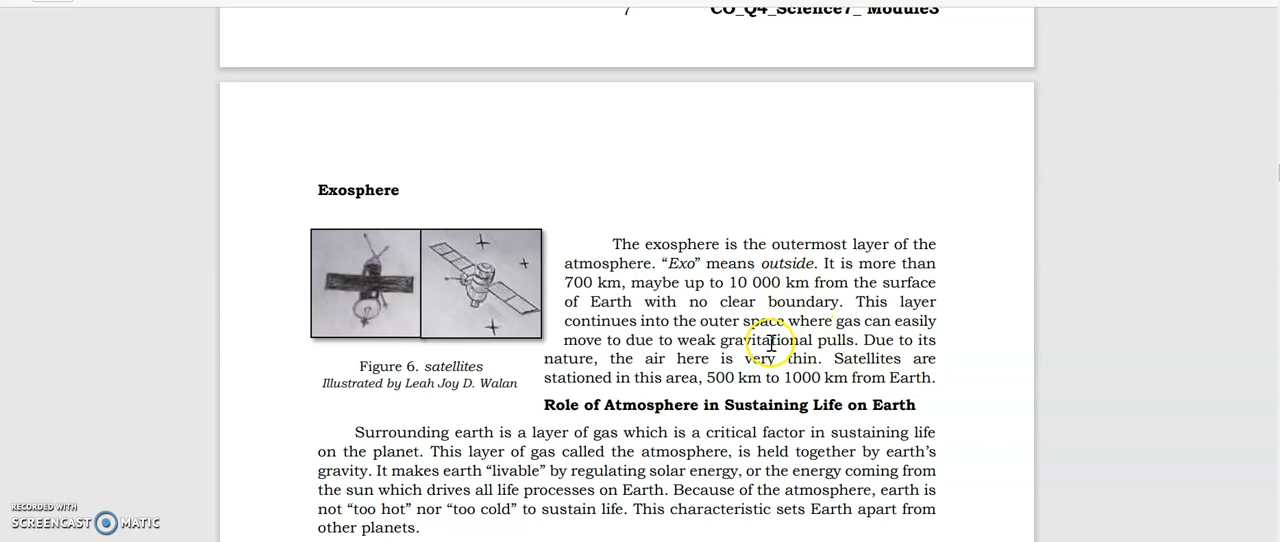 7 CO_Q4_Science7_ Module3
Exosphere
The exosphere is the outermost layer of the
atmosphere. “Exo” means outside. It is more than
700 km, maybe up to 10 000 km from the surface
of Earth with no clear boundary. This layer
continues into the outer space where gas can easily
move to due to weak gravitational pulls. Due to its
nature, the air here is very thin. Satellites are
stationed in this area, 500 km to 1000 km from Earth.
Figure 6. satellites
Illustrated by Leah Joy D. Walan
Role of Atmosphere in Sustaining Life on Earth
Surrounding earth is a layer of gas which is a critical factor in sustaining life
on the planet. This layer of gas called the atmosphere, is held together by earth’s
gravity. It makes earth “livable” by regulating solar energy, or the energy coming from
the sun which drives all life processes on Earth. Because of the atmosphere, earth is
not “too hot” nor “too cold” to sustain life. This characteristic sets Earth apart from
other planets.
RECORDED WITH
SCREENCAST MATIC